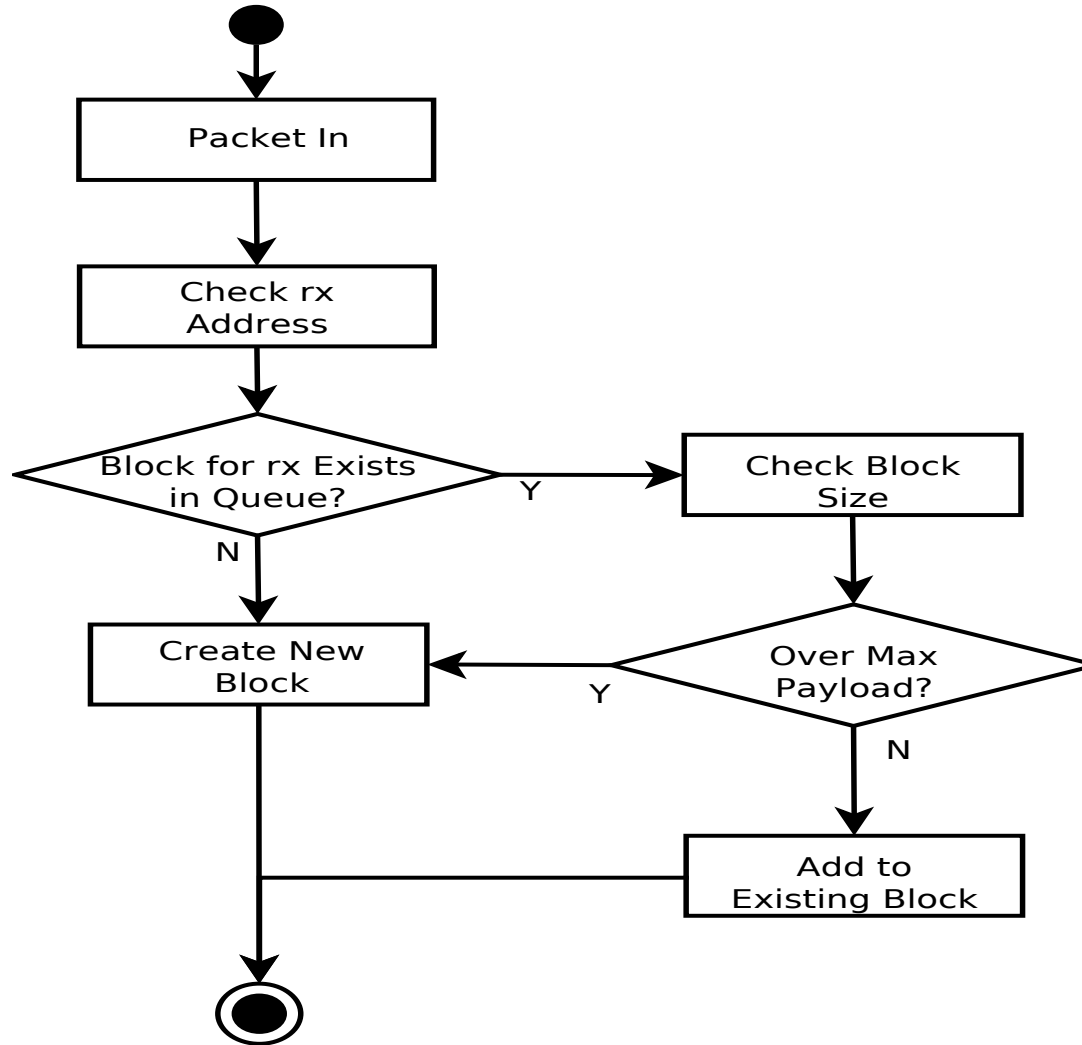 Packet In
Check rx
Address
Block for rx Exists
in Queue?
Y
Check Block
Size
N
Create New
Block
Over Max
Payload?
Y
N
Add to
Existing Block